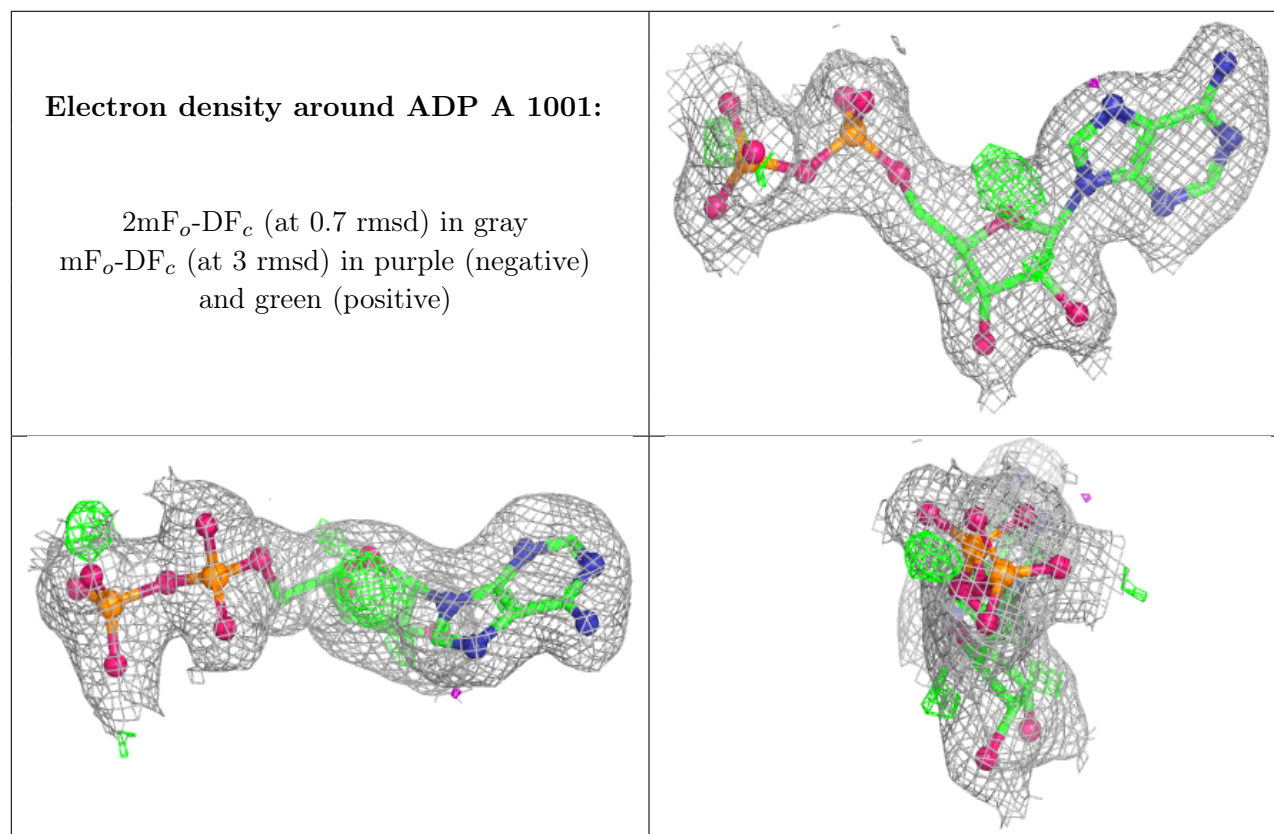 Electron density around ADP A 1001:
2mFo-DFc (at 0.7 rmsd) in gray
mFo-DFc (at 3 rmsd) in purple (negative)
and green (positive)